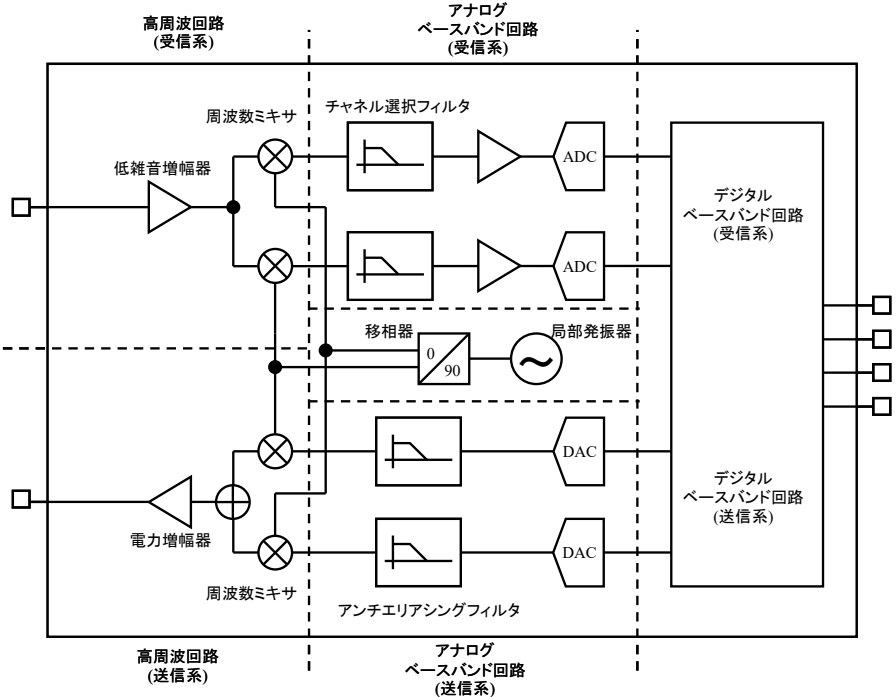 高周波回路
(受信系)
アナログ
ベースバンド回路
(受信系)
周波数ミキサ
チャネル選択フィルタ
低雑音増幅器
ADC
デジタル
ベースバンド回路
(受信系)
ADC
移相器
局部発振器
0
90
DAC
デジタル
ベースバンド回路
(送信系)
電力増幅器
DAC
周波数ミキサ
アンチエリアシングフィルタ
高周波回路
(送信系)
アナログ
ベースバンド回路
(送信系)